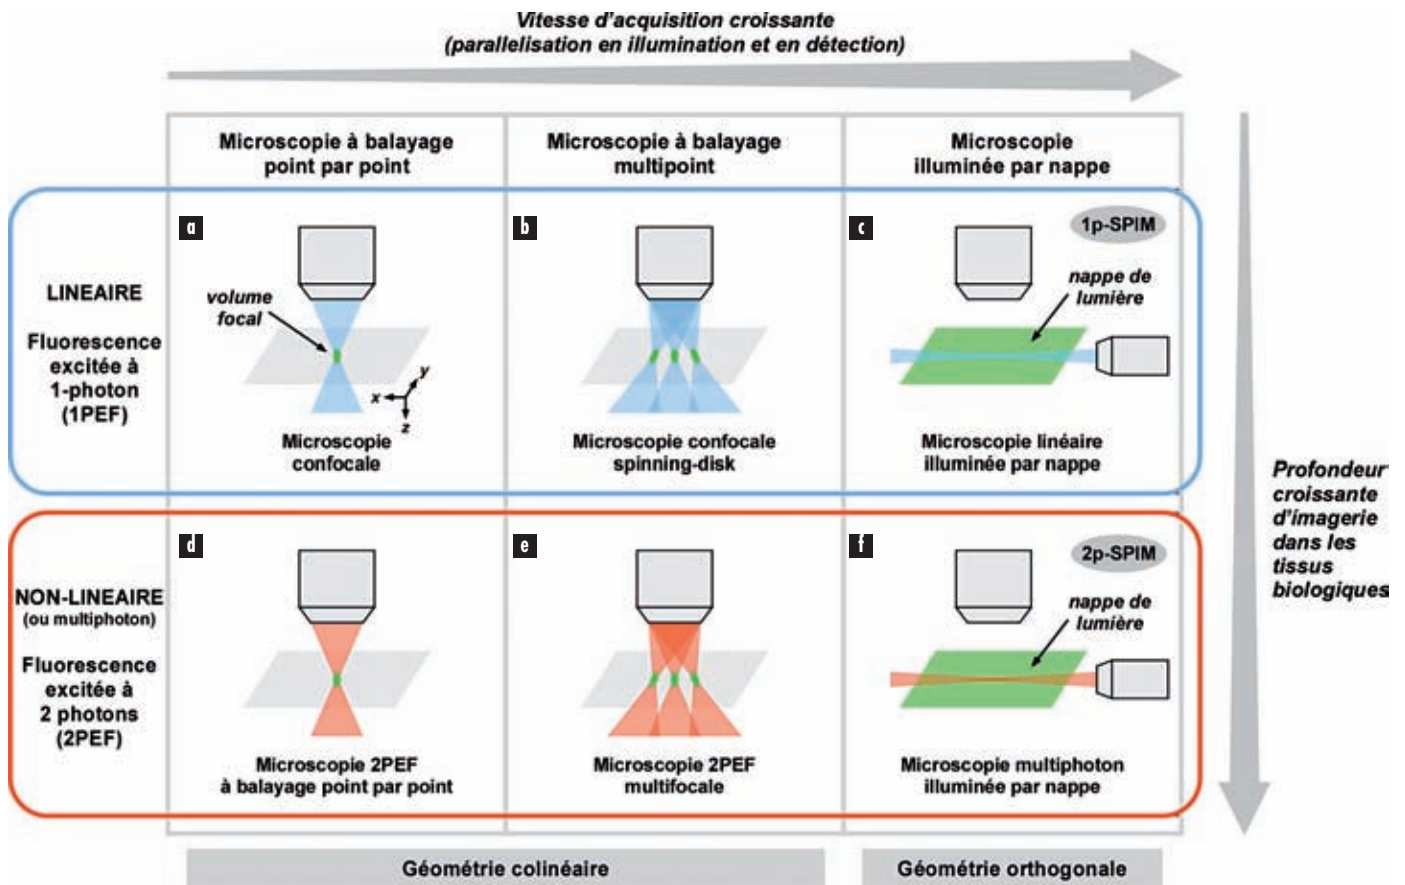 Vitesse d'acquisition croissante
(parallelisation en illumination et en détection)
Microscopie à balayage
point par point
Microscopie à balayage
multipoint
Microscopie
illuminée par nappe
LINEAIRE
Fluorescence
excitée à
1-photon
(1PEF)
a
volume
focal
y
x
z
Microscopie
confocale
b
Microscopie confocale
spinning-disk
c
1p-SPIM
nappe de
lumière
Microscopie linéaire
illuminée par nappe
NON-LINEAIRE
(ou multiphoton)
Fluorescence
excitée à
2 photons
(2PEF)
d
Microscopie 2PEF
à balayage point par point
e
Microscopie 2PEF
multifocale
f
2p-SPIM
nappe de
lumière
Microscopie multiphoton
illuminée par nappe
Profondeur
croissante
d'imagerie
dans les
tissus
biologiques
Géométrie colinéaire
Géométrie orthogonale